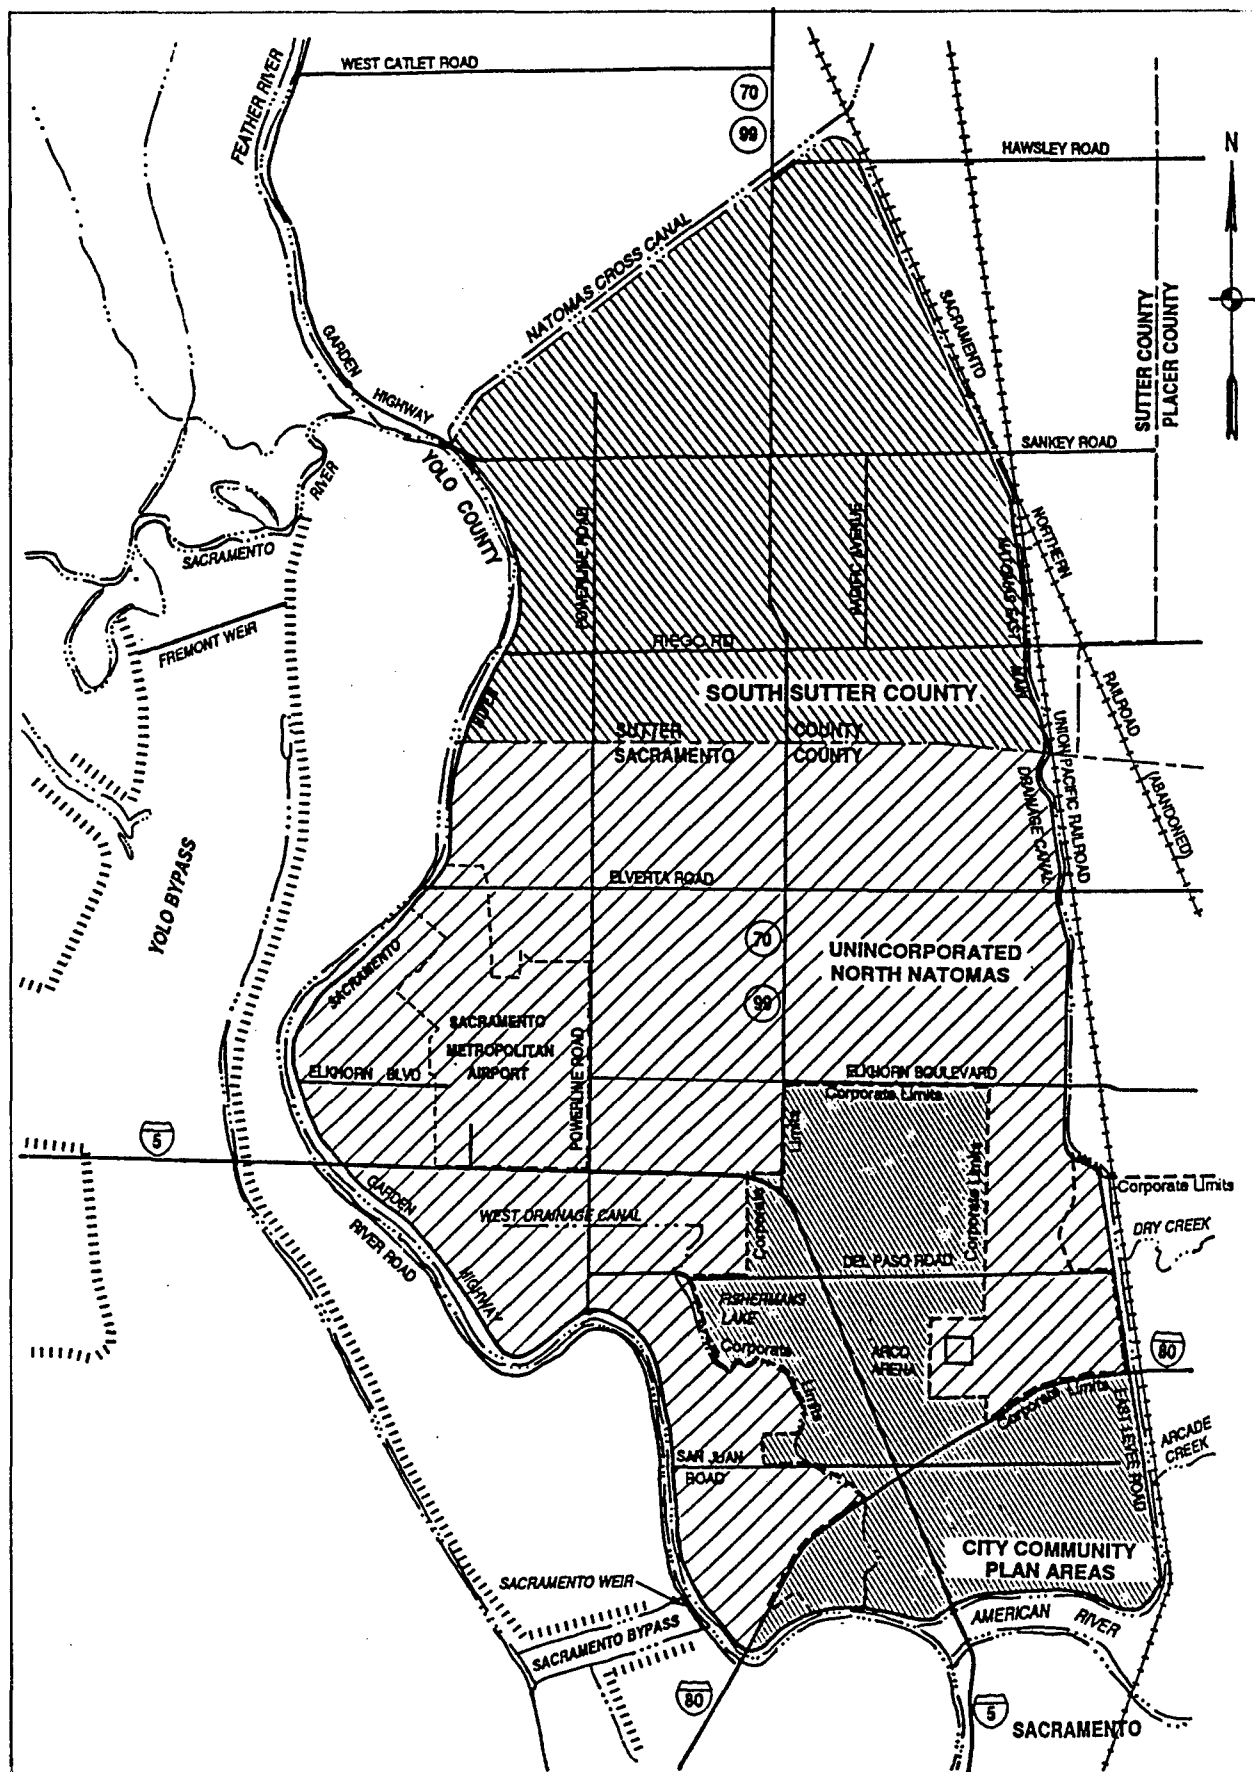 WEST CATLET ROAD
FEATHER RIVER
70
99
N
HAWSLEY ROAD
NATOMAS CROSS CANAL
SACRAMENTO
SUTTER COUNTY
PLACER COUNTY
GARDEN
HIGHWAY
SANKEY ROAD
YOLO COUNTY
RIVER
SACRAMENTO
POWERLINE ROAD
PACIFIC AVENUE
NATOMAS EAST
NORTHERN
FREMONT WEIR
RIEGO RD
MAIN
RAILROAD
SOUTH SUTTER COUNTY
RIVER
SUTTER COUNTY
SACRAMENTO COUNTY
UNION PACIFIC RAILROAD
DRAINAGE CANAL
(ABANDONED)
YOLO BYPASS
ELVERTA ROAD
70
UNINCORPORATED
NORTH NATOMAS
SACRAMENTO
99
SACRAMENTO
METROPOLITAN
AIRPORT
POWERLINE ROAD
ELKHORN BLVD
ELKHORN BOULEVARD
Corporate Limits
5
Limits
Corporate
Corporate Limits
Corporate Limits
GARDEN
RIVER ROAD
WEST DRAINAGE CANAL
DRY CREEK
DEL PASO ROAD
HIGHWAY
FISHERMANS
LAKE
Corporate
Limits
ARCO
ARENA
80
Corporate Limits
EAST LEVEE ROAD
ARCADE
CREEK
SAN JUAN
ROAD
CITY COMMUNITY
PLAN AREAS
SACRAMENTO WEIR
AMERICAN RIVER
SACRAMENTO BYPASS
80
5
SACRAMENTO